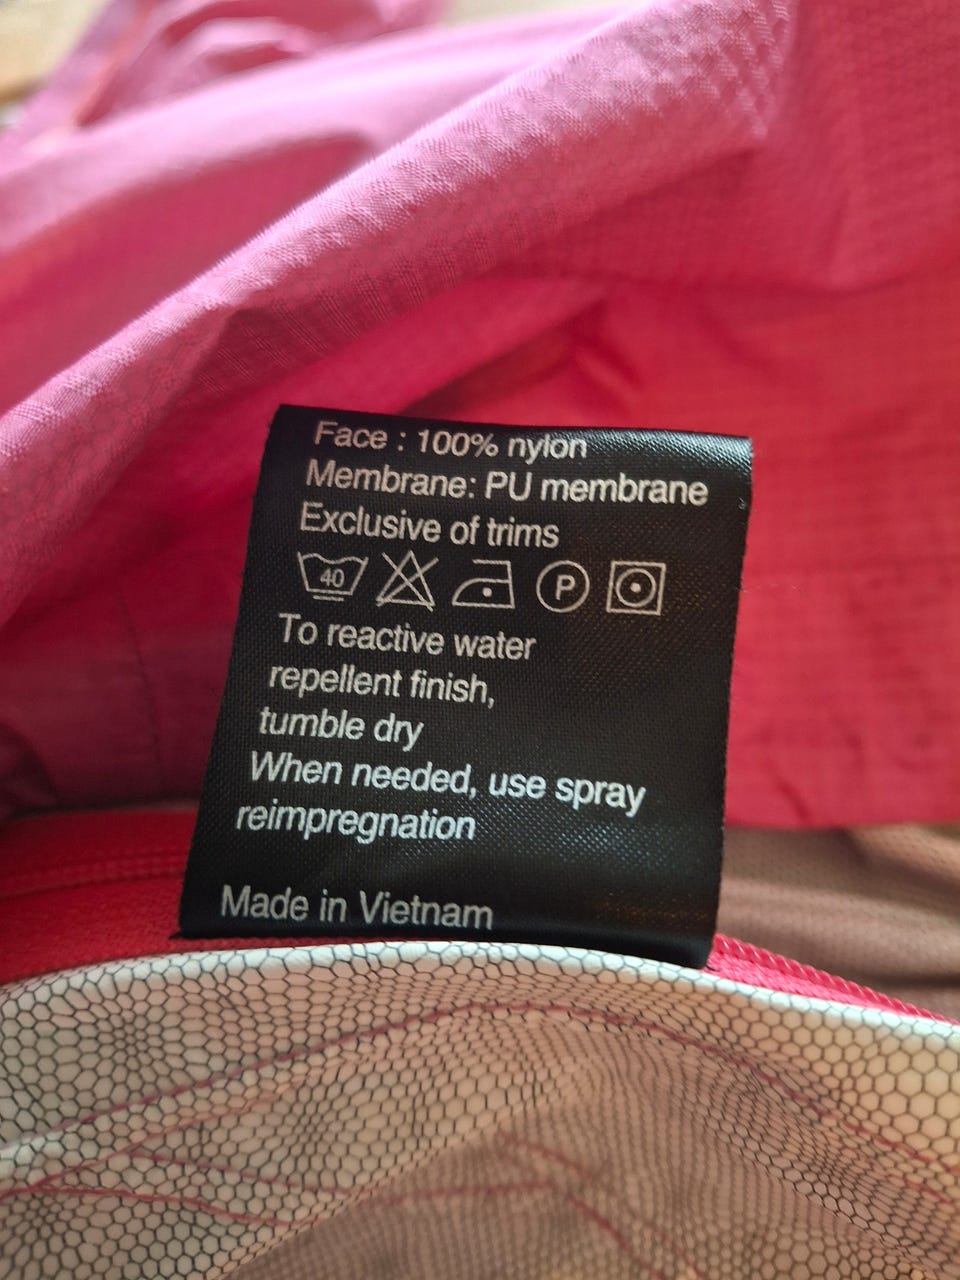 Face : 100% nylon
Membrane: PU membrane
Exclusive of trims
40 P
To reactive water
repellent finish,
tumble dry
When needed, use spray
reimpregnation
Made in Vietnam